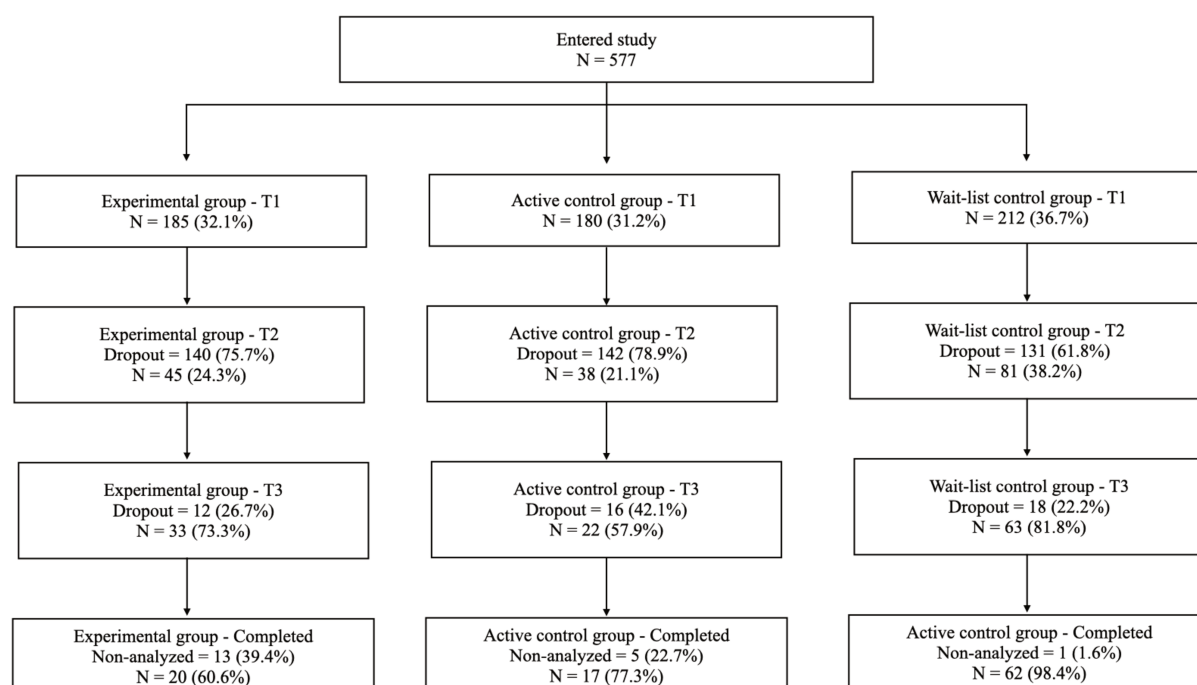 Entered study
N = 577
Experimental group - T1
N = 185 (32.1%)
Active control group - T1
N = 180 (31.2%)
Wait-list control group - T1
N = 212 (36.7%)
Experimental group - T2
Dropout = 140 (75.7%)
N = 45 (24.3%)
Active control group - T2
Dropout = 142 (78.9%)
N = 38 (21.1%)
Wait-list control group - T2
Dropout = 131 (61.8%)
N = 81 (38.2%)
Experimental group - T3
Dropout = 12 (26.7%)
N = 33 (73.3%)
Active control group - T3
Dropout = 16 (42.1%)
N = 22 (57.9%)
Wait-list control group - T3
Dropout = 18 (22.2%)
N = 63 (81.8%)
Experimental group - Completed
Non-analyzed = 13 (39.4%)
N = 20 (60.6%)
Active control group - Completed
Non-analyzed = 5 (22.7%)
N = 17 (77.3%)
Active control group - Completed
Non-analyzed = 1 (1.6%)
N = 62 (98.4%)